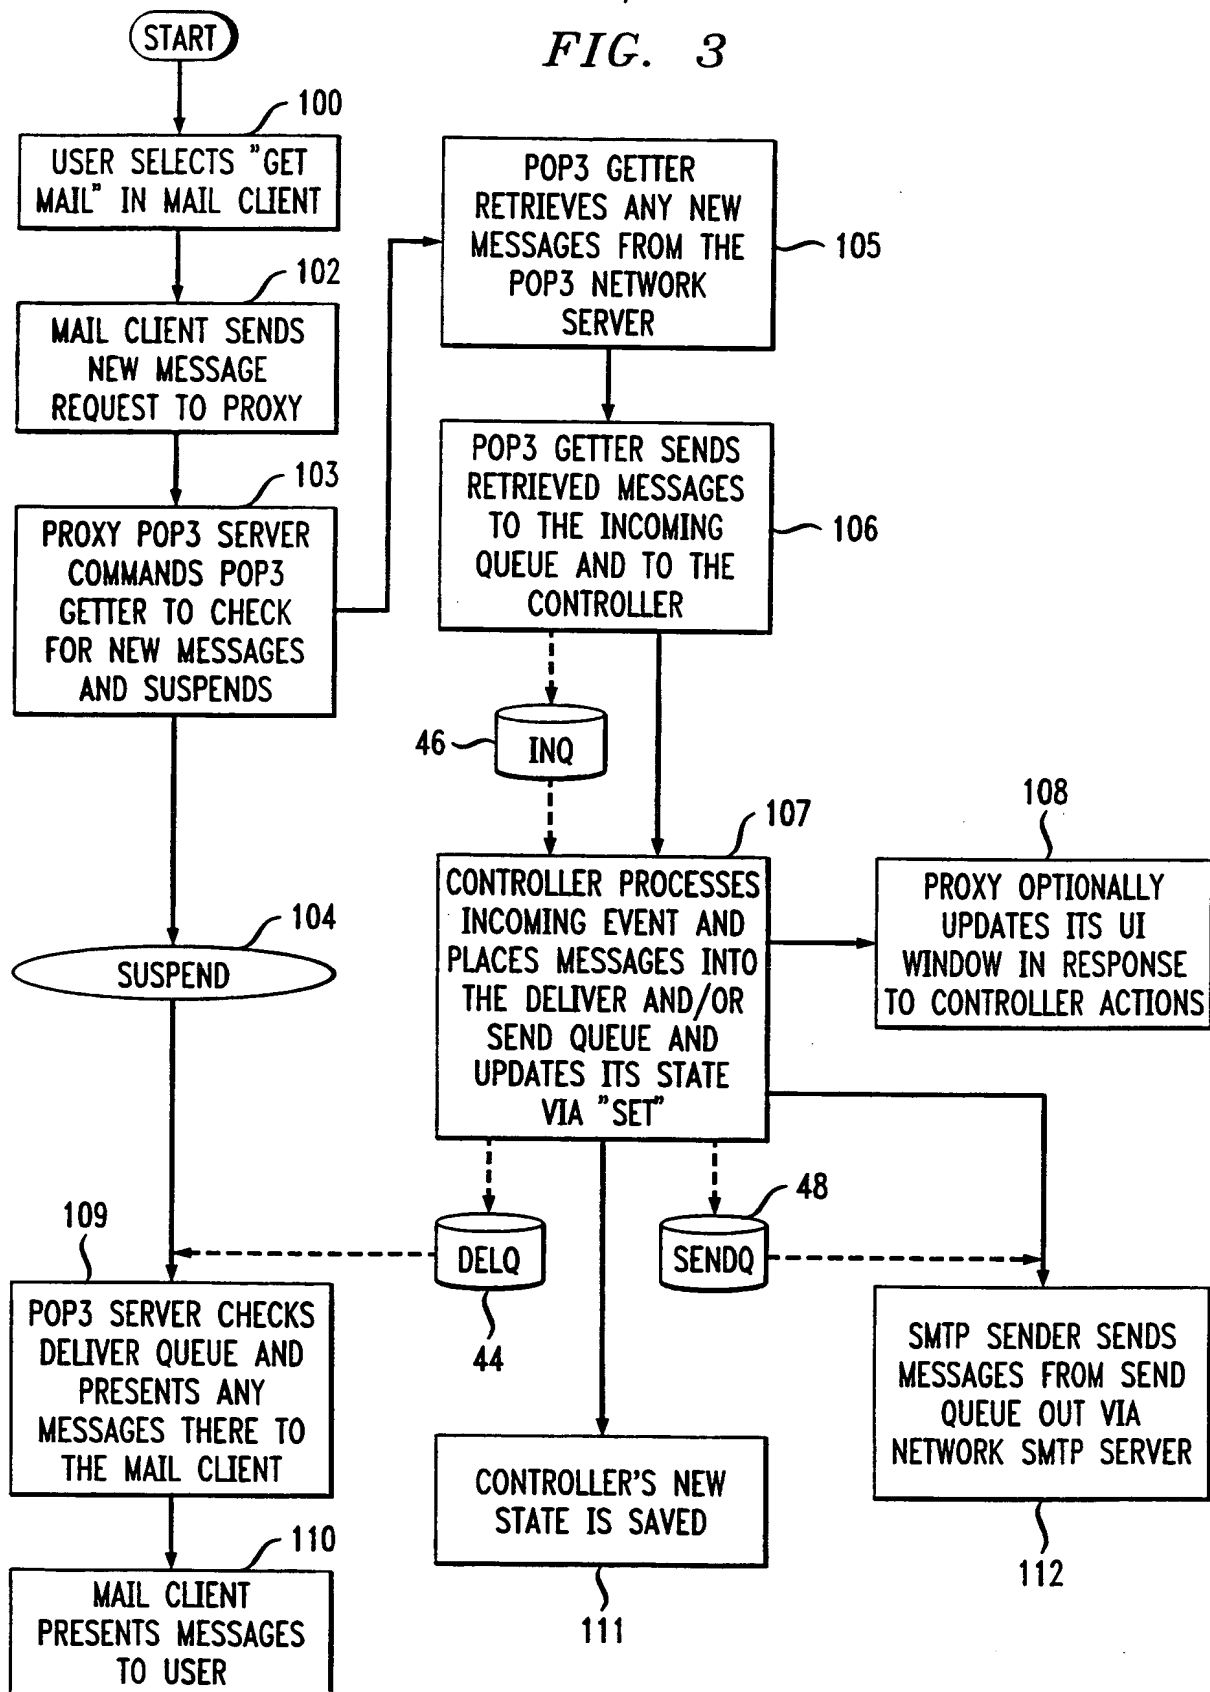 FIG. 3
START
100
USER SELECTS "GET
MAIL" IN MAIL CLIENT
102
MAIL CLIENT SENDS
NEW MESSAGE
REQUEST TO PROXY
103
PROXY POP3 SERVER
COMMANDS POP3
GETTER TO CHECK
FOR NEW MESSAGES
AND SUSPENDS
104
SUSPEND
POP3 GETTER
RETRIEVES ANY NEW
MESSAGES FROM THE
POP3 NETWORK
SERVER
105
POP3 GETTER SENDS
RETRIEVED MESSAGES
TO THE INCOMING
QUEUE AND TO THE
CONTROLLER
106
46
INQ
107
CONTROLLER PROCESSES
INCOMING EVENT AND
PLACES MESSAGES INTO
THE DELIVER AND/OR
SEND QUEUE AND
UPDATES ITS STATE
VIA "SET"
108
PROXY OPTIONALLY
UPDATES ITS UI
WINDOW IN RESPONSE
TO CONTROLLER ACTIONS
DELQ
44
48
SENDQ
109
POP3 SERVER CHECKS
DELIVER QUEUE AND
PRESENTS ANY
MESSAGES THERE TO
THE MAIL CLIENT
110
MAIL CLIENT
PRESENTS MESSAGES
TO USER
CONTROLLER'S NEW
STATE IS SAVED
111
SMTP SENDER SENDS
MESSAGES FROM SEND
QUEUE OUT VIA
NETWORK SMTP SERVER
112